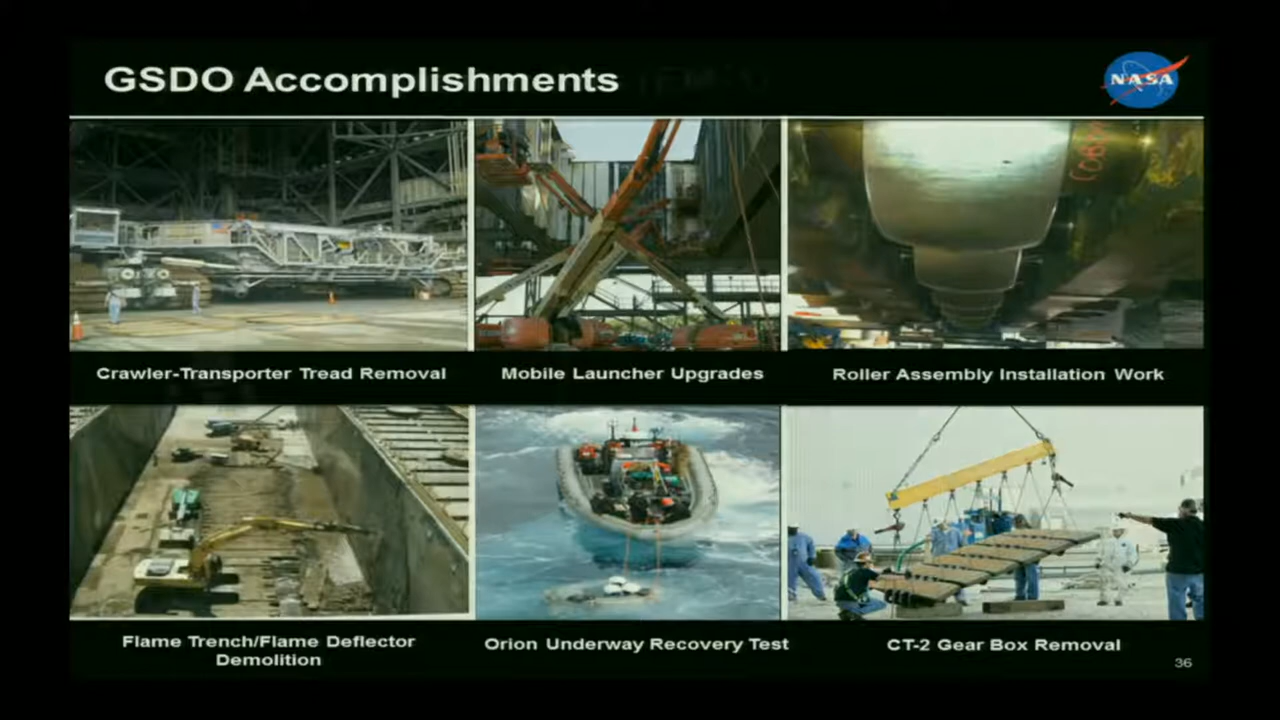 GSDO Accomplishments
NASA
Crawler-Transporter Tread Removal
Mobile Launcher Upgrades
Roller Assembly Installation Work
Flame Trench/Flame Deflector
Demolition
Orion Underway Recovery Test
CT-2 Gear Box Removal
36